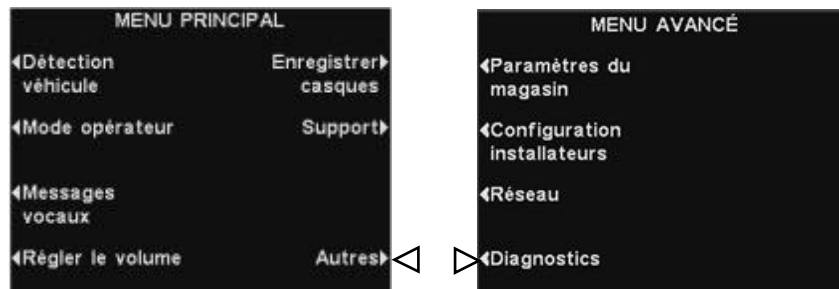 MENU PRINCIPAL
Détection
véhicule
Enregistrer
casques
Mode opérateur
Support
Messages
vocaux
Régler le volume
Autres
MENU AVANCÉ
Paramètres du
magasin
Configuration
installateurs
Réseau
Diagnostics